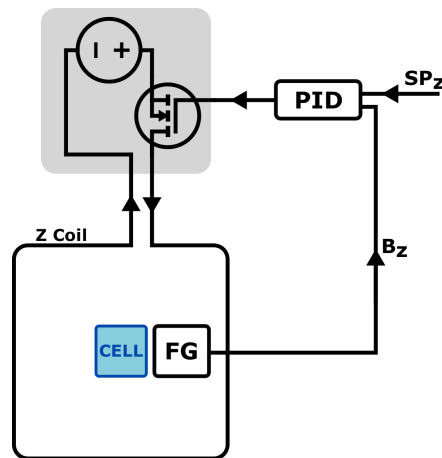 I +
PID
SPz
Z Coil
Bz
CELL
FG